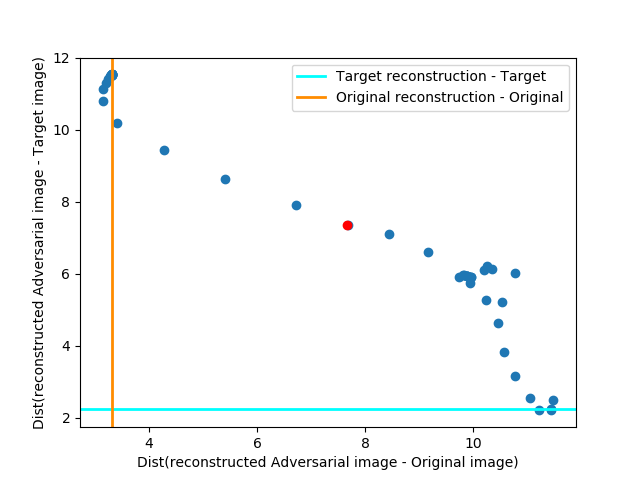 Target reconstruction - Target
Original reconstruction - Original
Dist(reconstructed Adversarial image - Target image)
12
10
8
6
4
2
4
6
8
10
Dist(reconstructed Adversarial image - Original image)